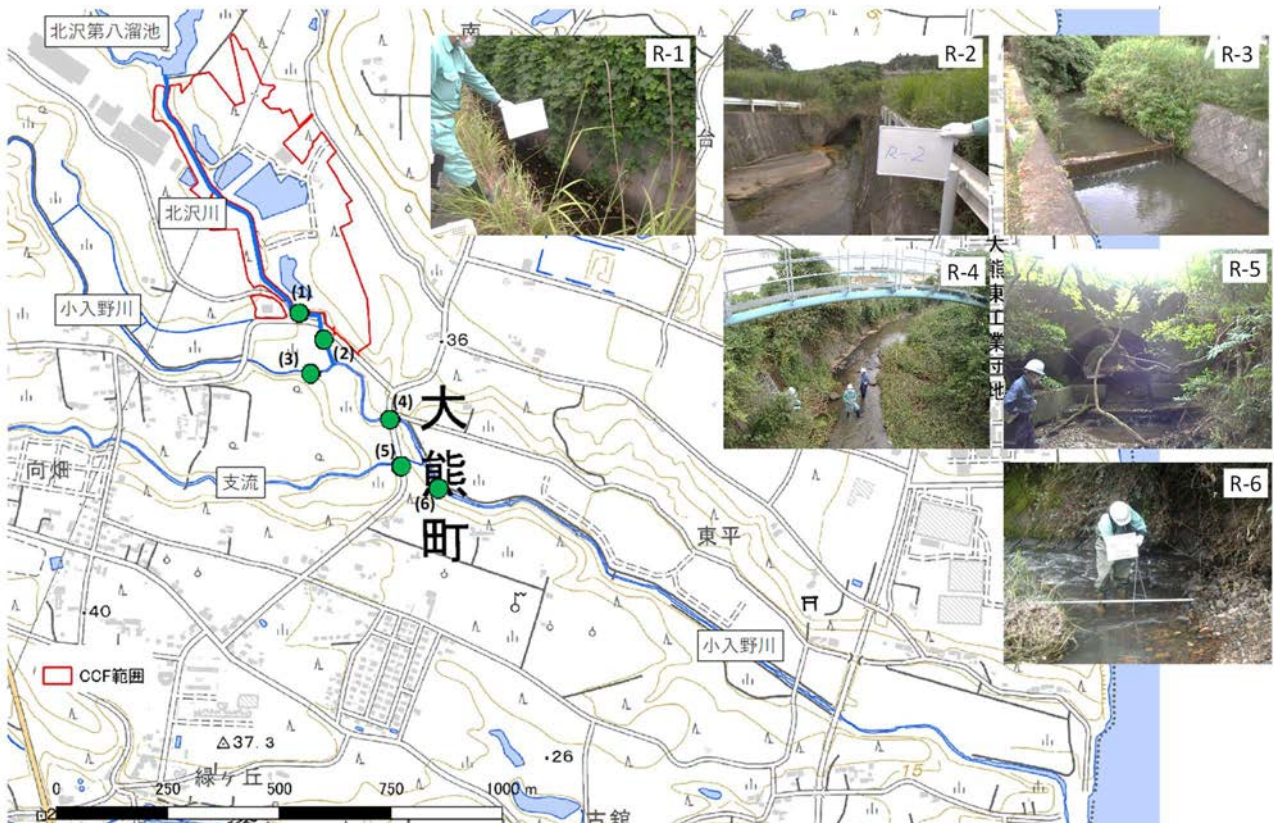 北沢第八溜池
南
台
R-1
R-2
R-2
R-3
北沢川
小入野川
(1)
(2)
(3)
・36
R-4
大熊東工業団地
R-5
(4)
大熊町
(5)
(6)
向畑
支流
東平
R-6
・40
小入野川
CCF範囲
37.3
・26
緑ヶ丘
15
0 250 500 750 1000 m
古舘